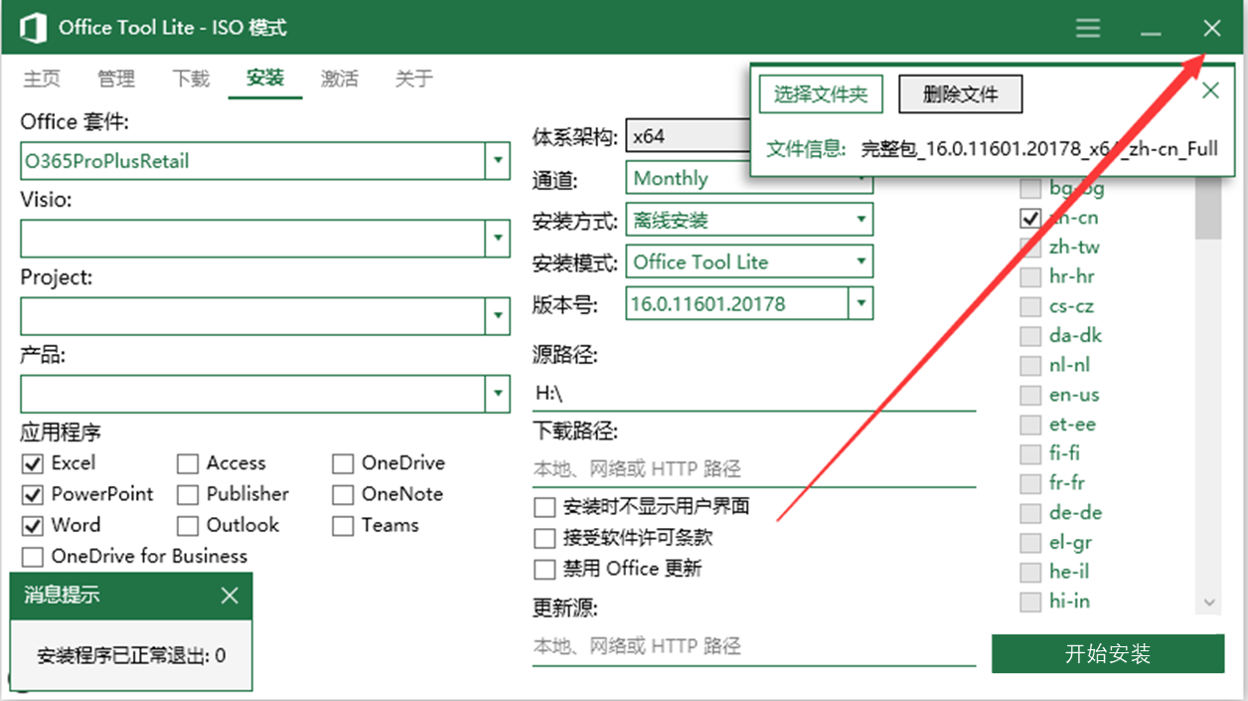 Office Tool Lite - ISO 模式
主页 管理 下载 安装 激活 关于
选择文件夹 删除文件
文件信息: 完整包_16.0.11601.20178_x64_zh-cn_Full
Office 套件:
O365ProPlusRetail
Visio:
Project:
产品:
应用程序
Excel Access OneDrive
PowerPoint Publisher OneNote
Word Outlook Teams
OneDrive for Business
消息提示
安装程序已正常退出: 0
体系架构: x64
通道: Monthly
安装方式: 离线安装
安装模式: Office Tool Lite
版本号: 16.0.11601.20178
源路径:
H:\
下载路径:
本地、网络或 HTTP 路径
安装时不显示用户界面
接受软件许可条款
禁用 Office 更新
更新源:
本地、网络或 HTTP 路径
bg-bg
zh-cn
zh-tw
hr-hr
cs-cz
da-dk
nl-nl
en-us
et-ee
fi-fi
fr-fr
de-de
el-gr
he-il
hi-in
开始安装